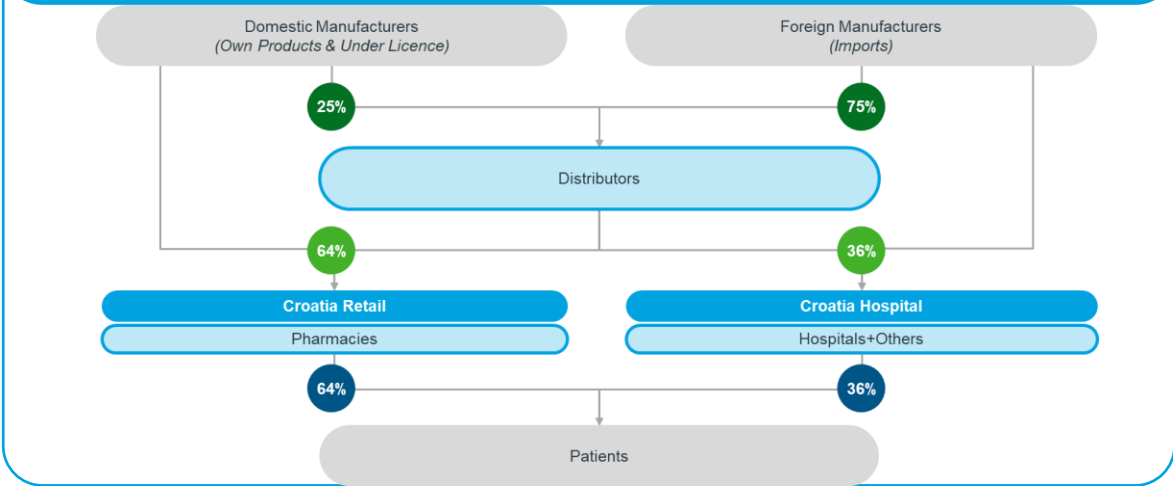 Domestic Manufacturers
(Own Products & Under Licence)
Foreign Manufacturers
(Imports)
25%
75%
Distributors
64%
36%
Croatia Retail
Croatia Hospital
Pharmacies
Hospitals+Others
64%
36%
Patients